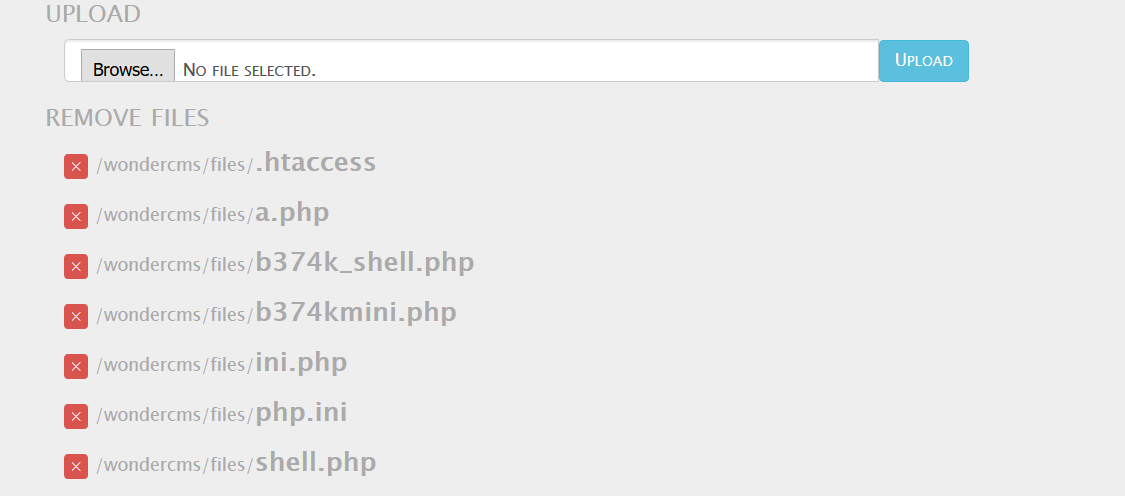 UPLOAD
Browse... No file selected. Upload
REMOVE FILES
× /wondercms/files/.htaccess
× /wondercms/files/a.php
× /wondercms/files/b374k_shell.php
× /wondercms/files/b374kmini.php
× /wondercms/files/ini.php
× /wondercms/files/php.ini
× /wondercms/files/shell.php